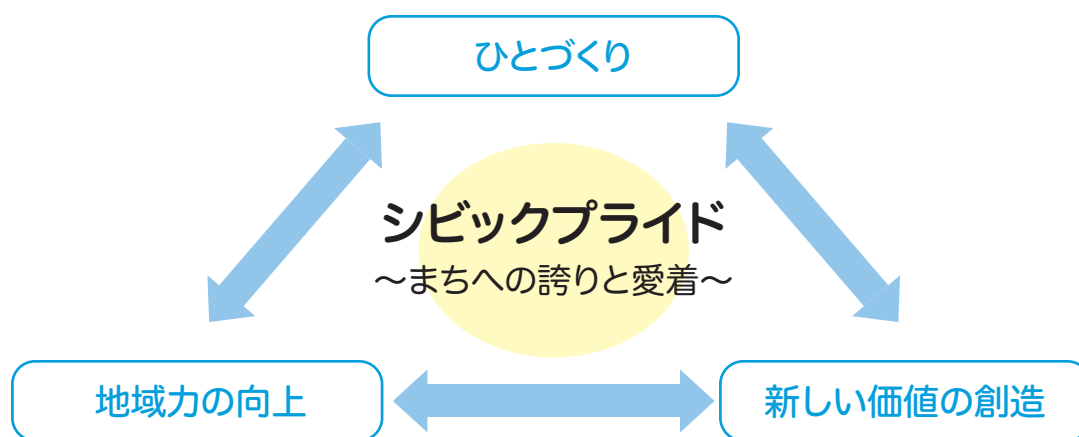 ひとづくり
シビックプライド
～まちへの誇りと愛着～
地域力の向上
新しい価値の創造